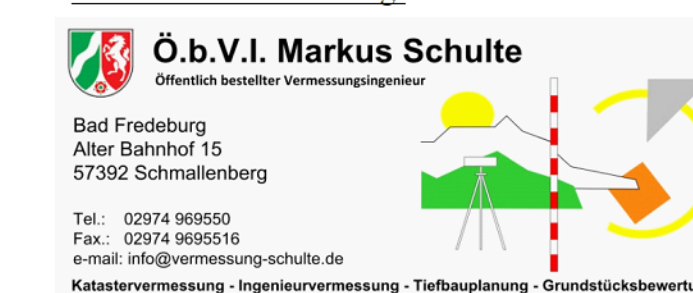 Ö.b.V.I. Markus Schulte
Öffentlich bestellter Vermessungsingenieur
Bad Fredeburg
Alter Bahnhof 15
57392 Schmallenberg
Tel.: 02974 969550
Fax.: 02974 9695516
e-mail: info@vermessung-schulte.de
Katastervermessung - Ingenieurvermessung - Tiefbauplanung - Grundstücksbewertu